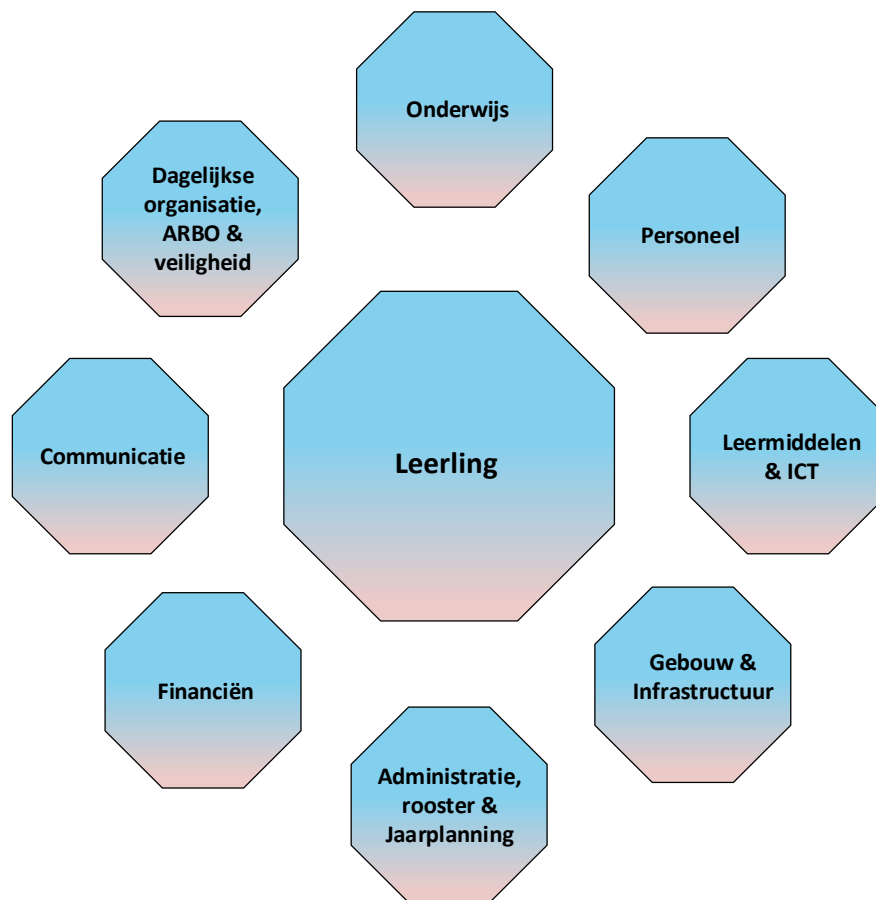 Onderwijs
Dagelijkse
organisatie,
ARBO &
veiligheid
Personeel
Communicatie
Leerling
Leermiddelen
& ICT
Financiën
Gebouw &
Infrastructuur
Administratie,
rooster &
Jaarplanning